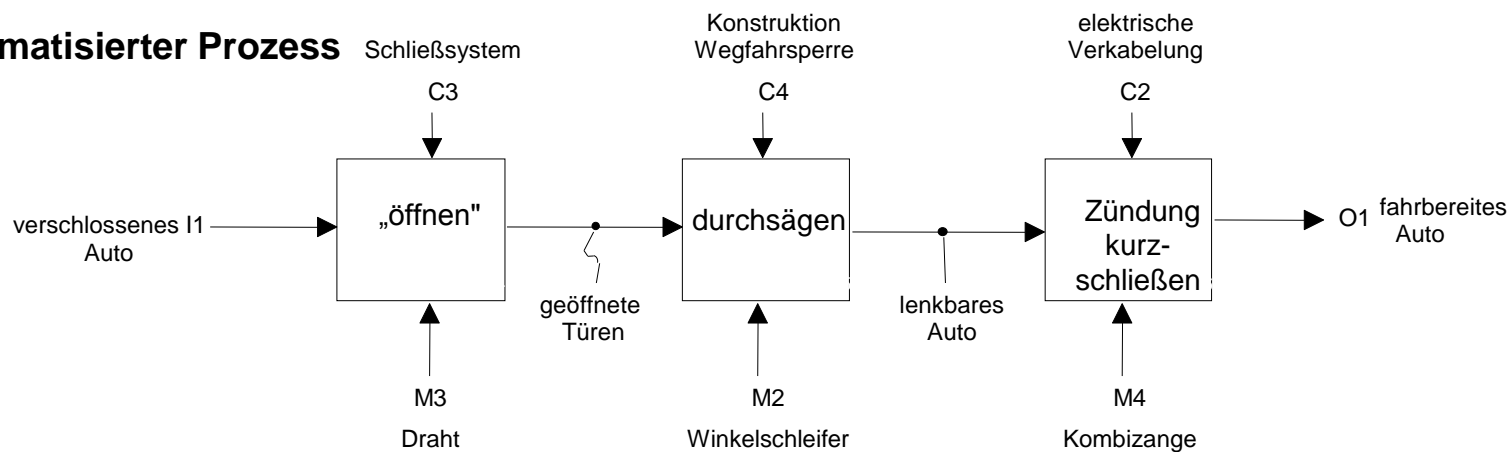 matisierter Prozess
Schließsystem
C3
Konstruktion
Wegfahrsperre
C4
elektrische
Verkabelung
C2
verschlossenes I1
Auto
„öffnen"
geöffnete
Türen
durchsägen
lenkbares
Auto
Zündung
kurz-
schließen
O1 fahrbereites
Auto
M3
Draht
M2
Winkelschleifer
M4
Kombizange